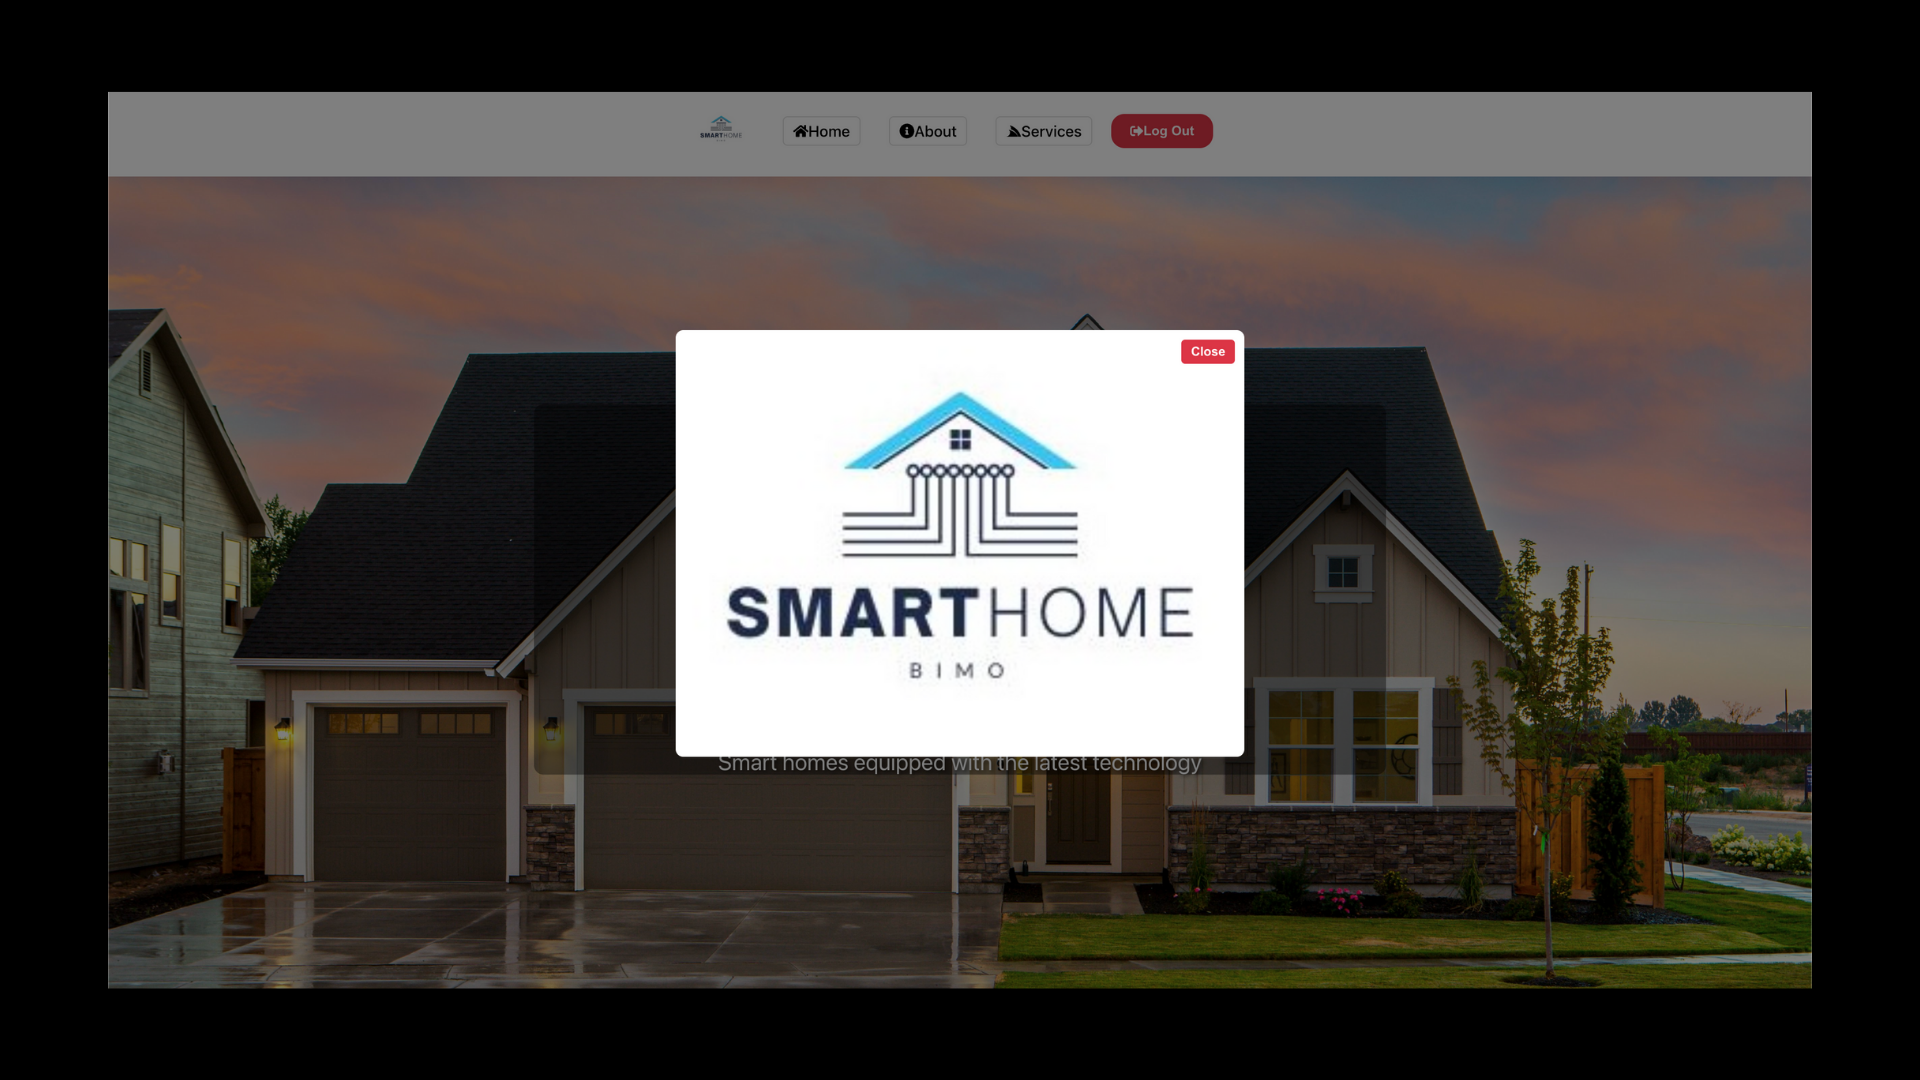 SMARTHOME
Home
About
Services
Log Out
Close
SMARTHOME
BIMO
Smart homes equipped with the latest technology